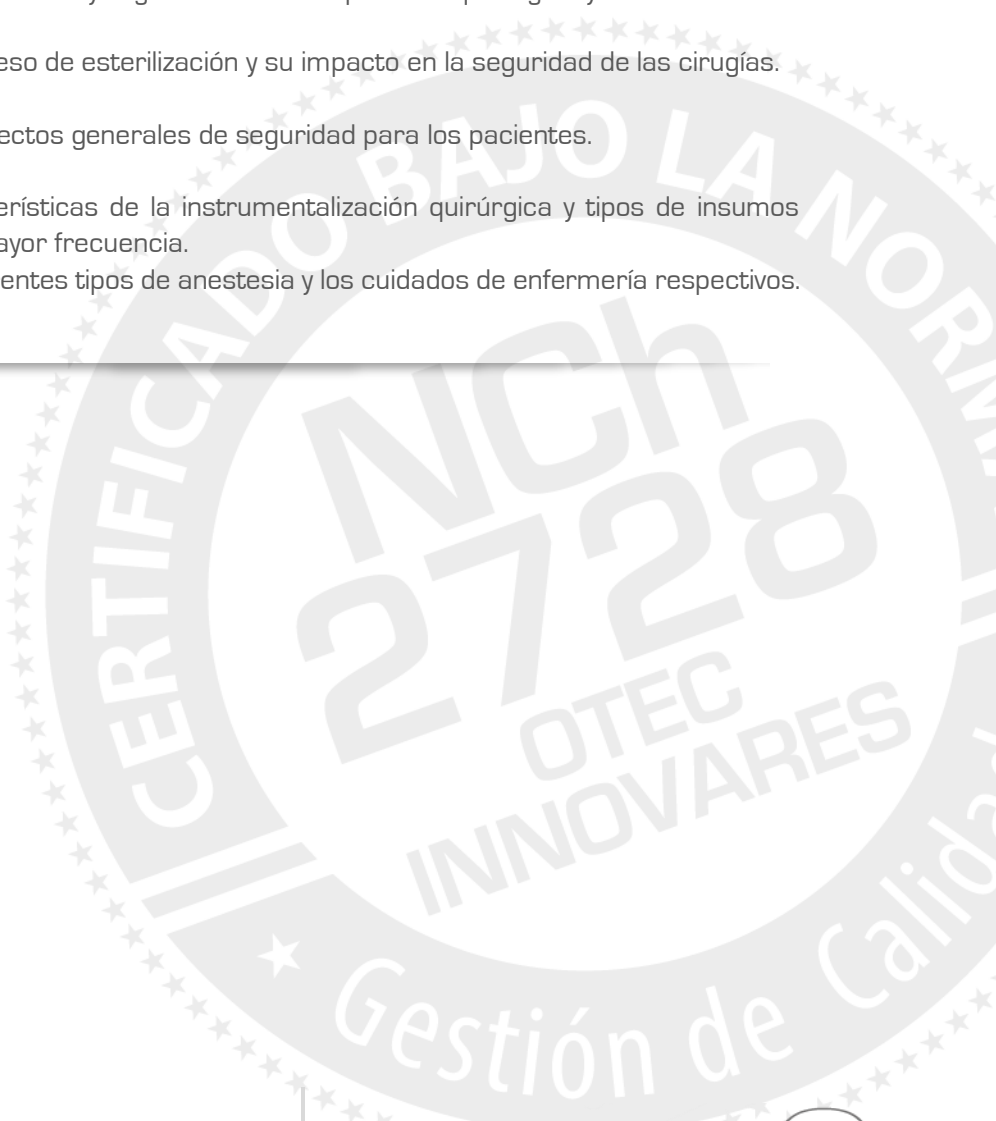 eso de esterilización y su impacto en la seguridad de las cirugías.
ectos generales de seguridad para los pacientes.
erísticas de la instrumentalización quirúrgica y tipos de insumos
ayor frecuencia.
entes tipos de anestesia y los cuidados de enfermería respectivos.
CERTIFICADO BAJO LA NORMA
NCh
2728
OTEC
INNOVARES
Gestión de Calidad